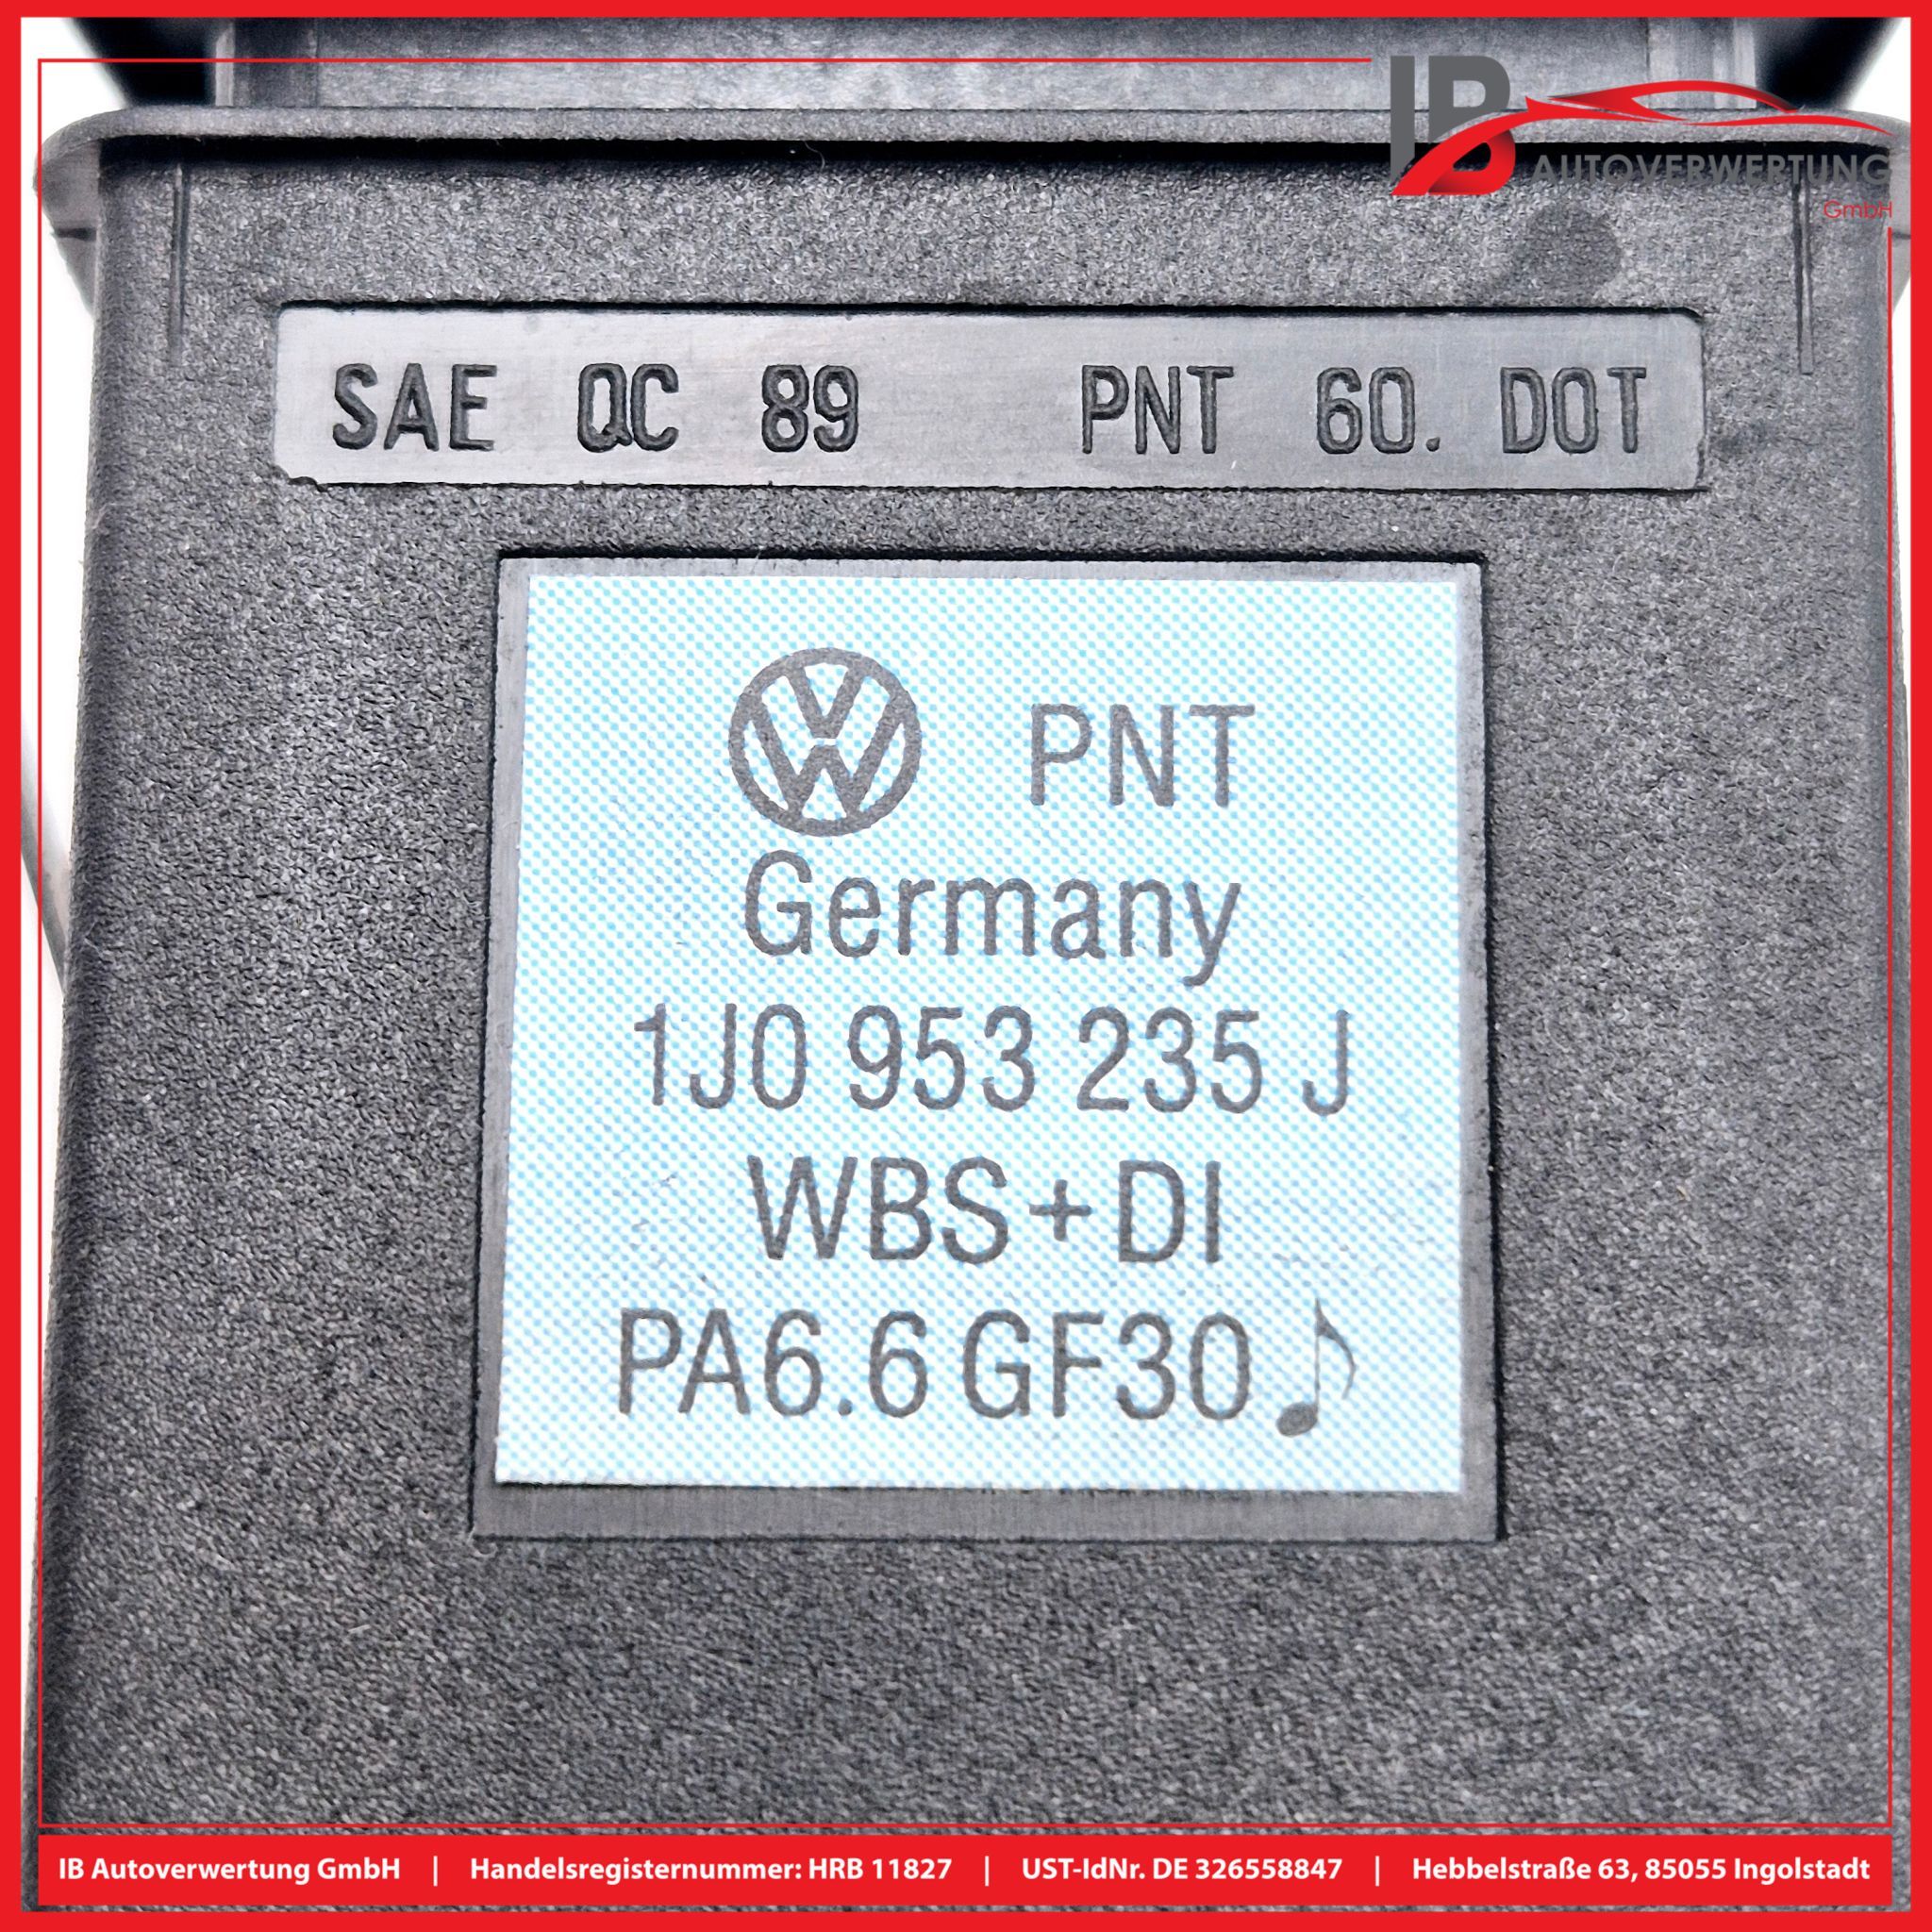 IB
AUTOVERWERTUNG
GmbH
SAE QC 89 PNT 60. DOT
VW PNT
Germany
1J0 953 235 J
WBS+DI
PA6.6 GF30
IB Autoverwertung GmbH | Handelsregisternummer: HRB 11827 | UST-IdNr. DE 326558847 | Hebbelstraße 63, 85055 Ingolstadt